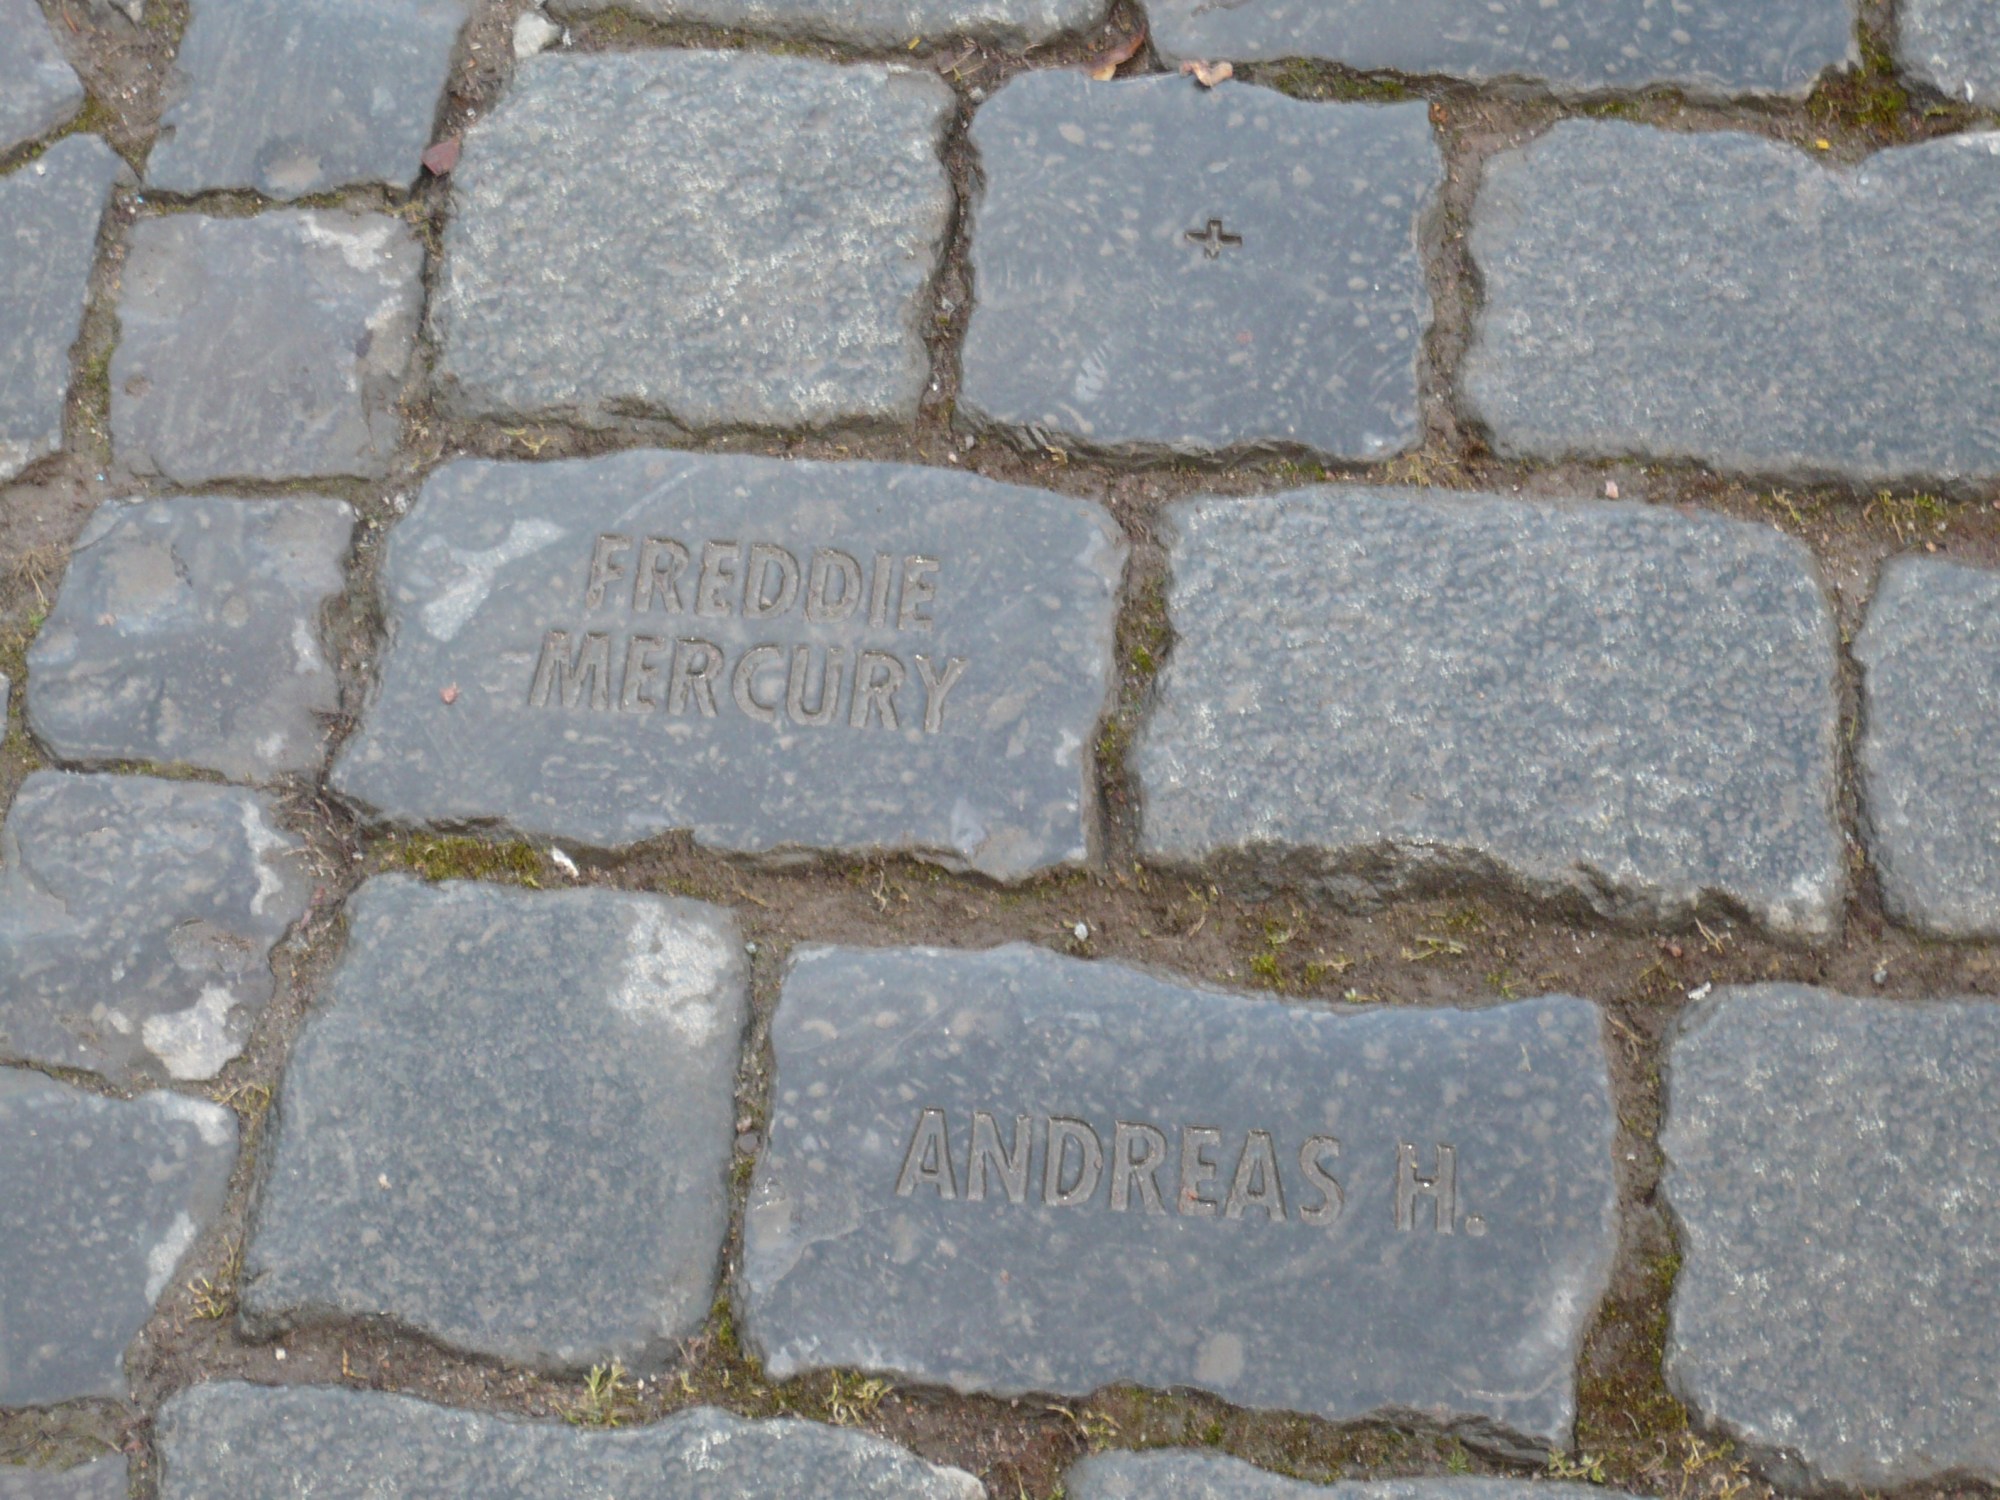 +
FREDDIE
MERCURY
ANDREAS H.